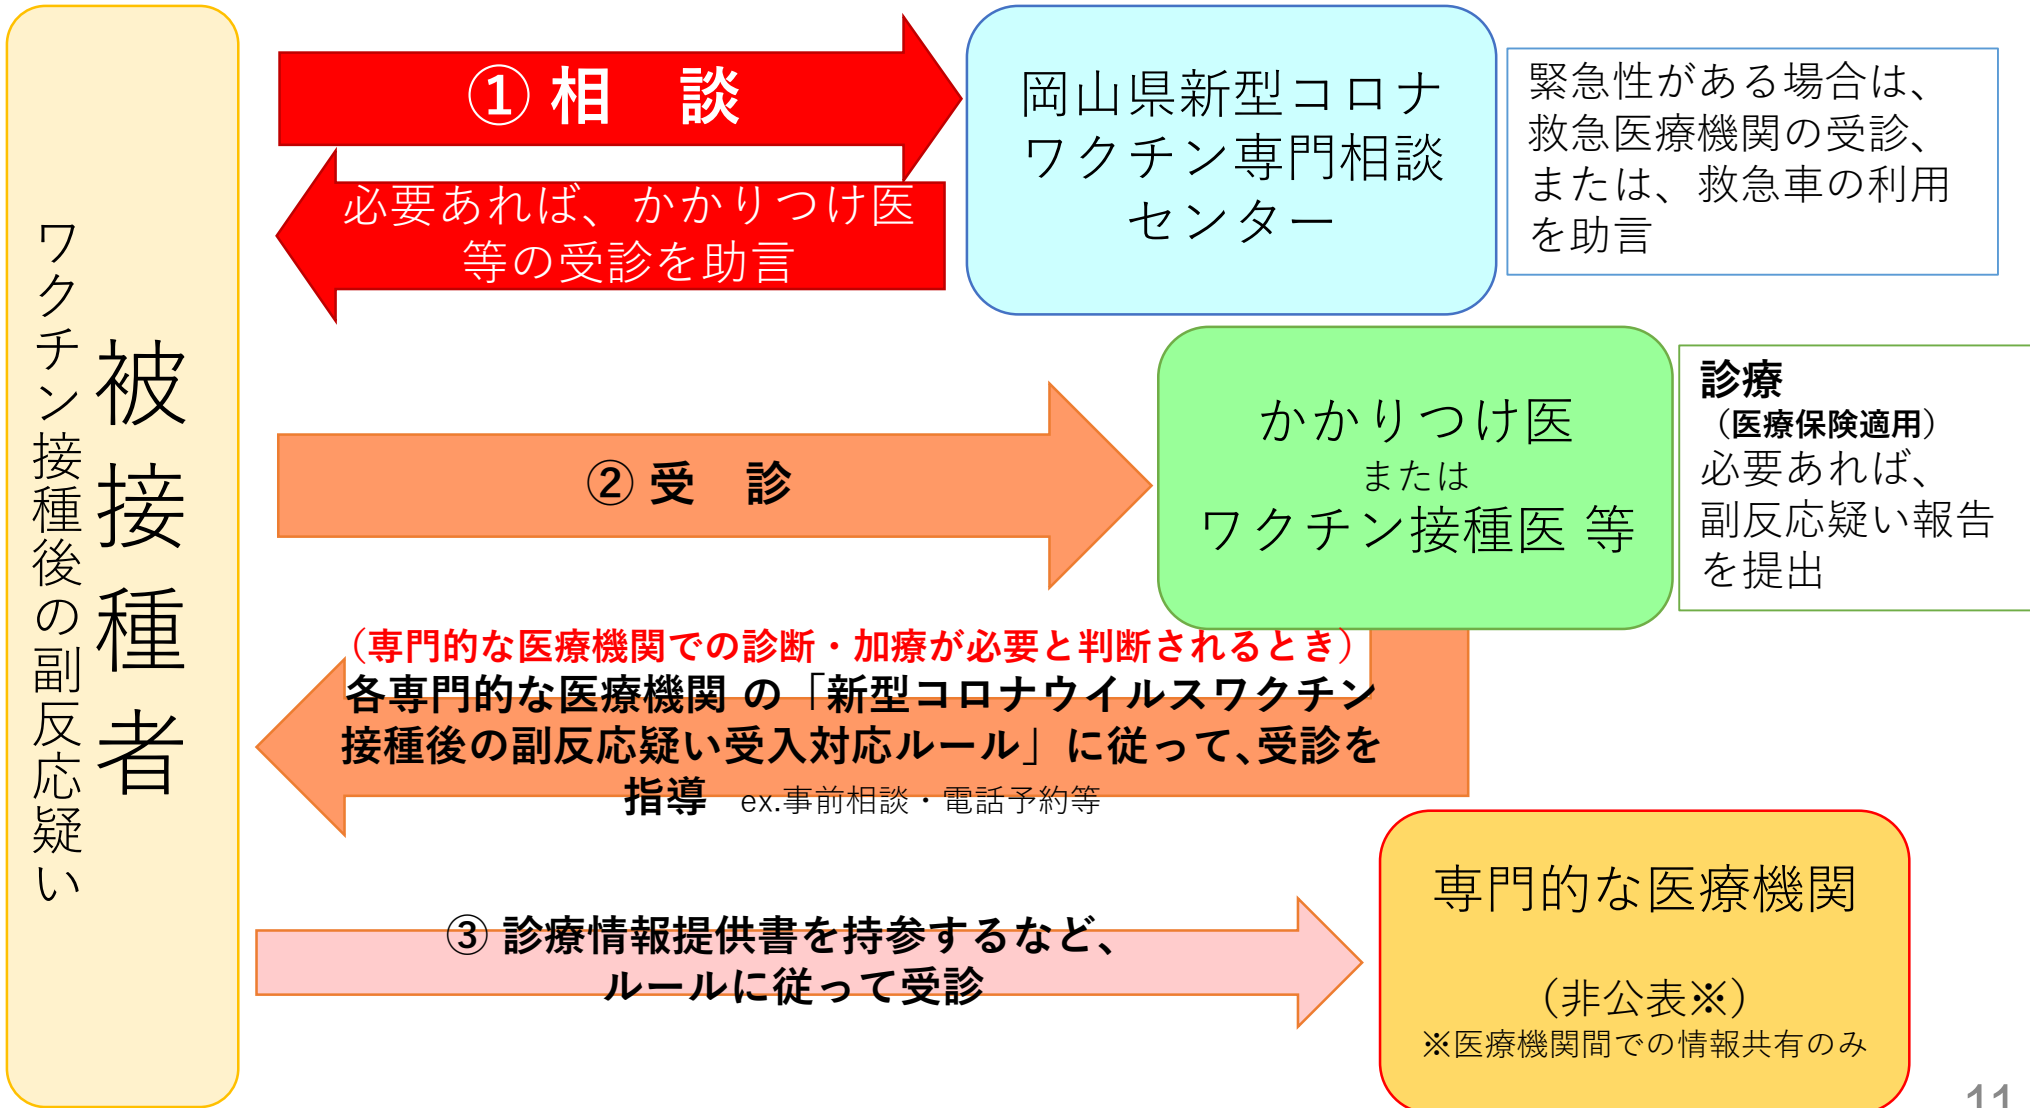 被接種者
ワクチン接種後の副反応疑い
① 相　談
必要あれば、かかりつけ医
等の受診を助言
岡山県新型コロナ
ワクチン専門相談
センター
緊急性がある場合は、
救急医療機関の受診、
または、救急車の利用
を助言
② 受　診
かかりつけ医
または
ワクチン接種医 等
診療
（医療保険適用）
必要あれば、
副反応疑い報告
を提出
（専門的な医療機関での診断・加療が必要と判断されるとき）
各専門的な医療機関 の「新型コロナウイルスワクチン
接種後の副反応疑い受入対応ルール」に従って、受診を
指導　ex.事前相談・電話予約等
③ 診療情報提供書を持参するなど、
ルールに従って受診
専門的な医療機関
（非公表※）
※医療機関間での情報共有のみ
11